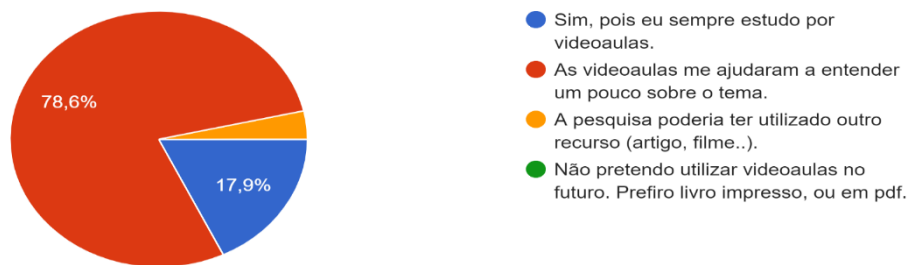 78,6%
17,9%
Sim, pois eu sempre estudo por
videoaulas.
As videoaulas me ajudaram a entender
um pouco sobre o tema.
A pesquisa poderia ter utilizado outro
recurso (artigo, filme..).
Não pretendo utilizar videoaulas no
futuro. Prefiro livro impresso, ou em pdf.